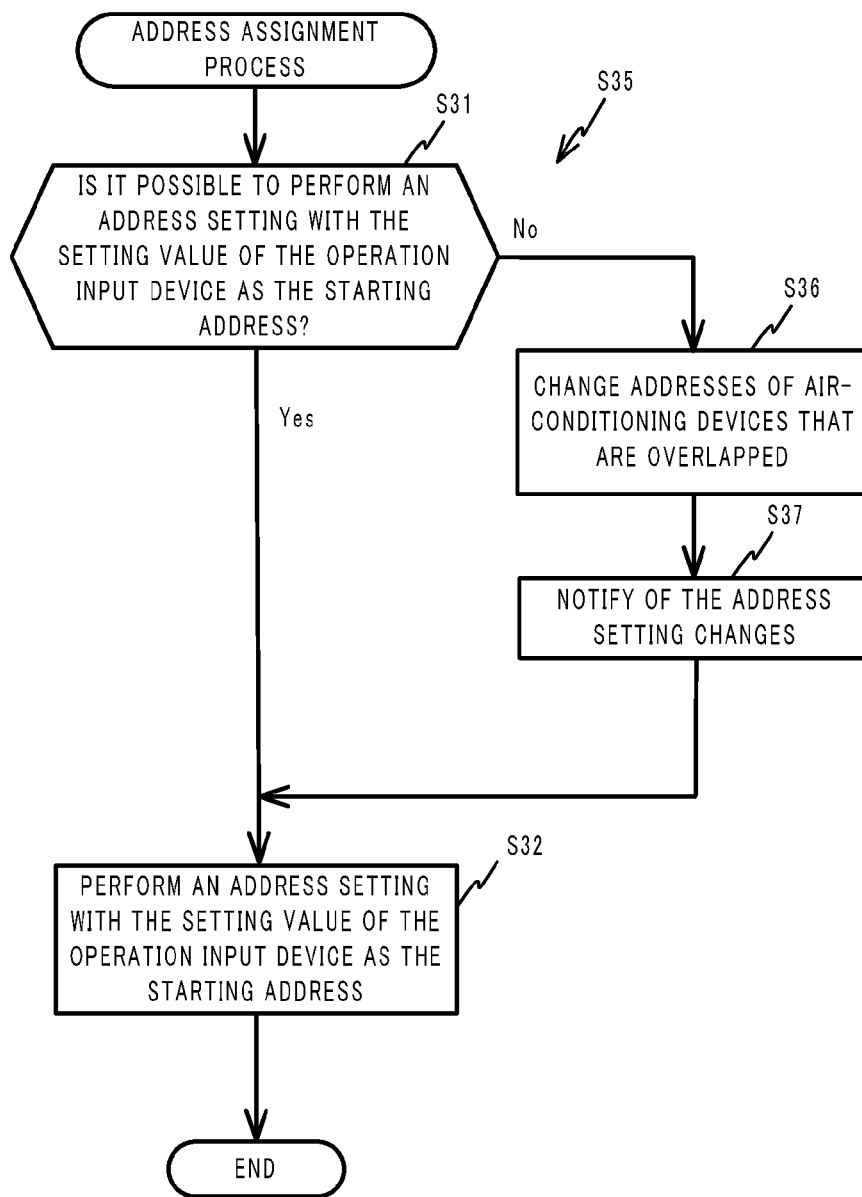 ADDRESS ASSIGNMENT
PROCESS
S31
S35
IS IT POSSIBLE TO PERFORM AN
ADDRESS SETTING WITH THE
SETTING VALUE OF THE OPERATION
INPUT DEVICE AS THE STARTING
ADDRESS?
No
S36
Yes
CHANGE ADDRESSES OF AIR-
CONDITIONING DEVICES THAT
ARE OVERLAPPED
S37
NOTIFY OF THE ADDRESS
SETTING CHANGES
S32
PERFORM AN ADDRESS SETTING
WITH THE SETTING VALUE OF THE
OPERATION INPUT DEVICE AS THE
STARTING ADDRESS
END